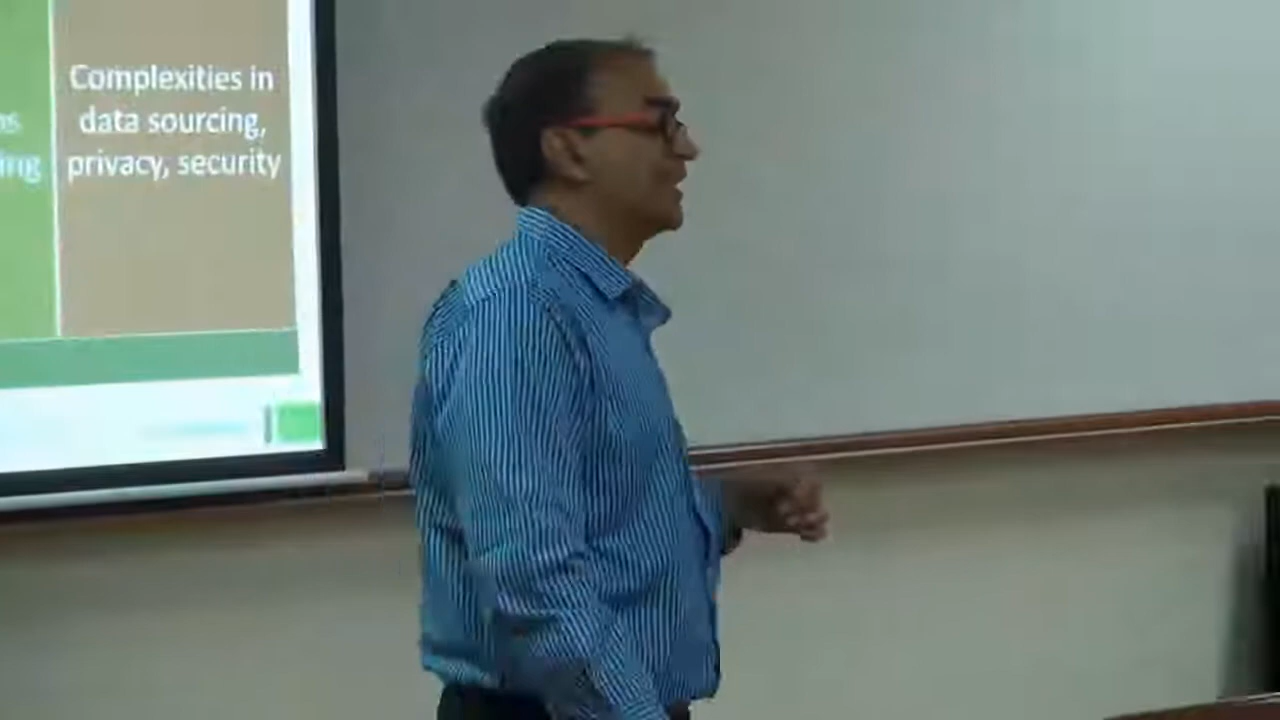 Complexities in
data sourcing,
privacy, security